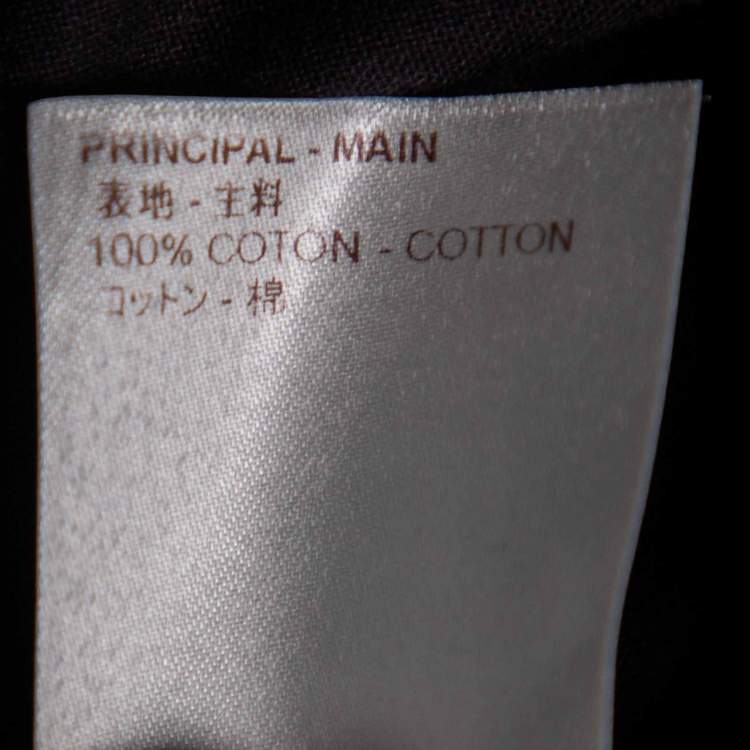 PRINCIPAL - MAIN
表地 - 主料
100% COTON - COTTON
コットン - 棉